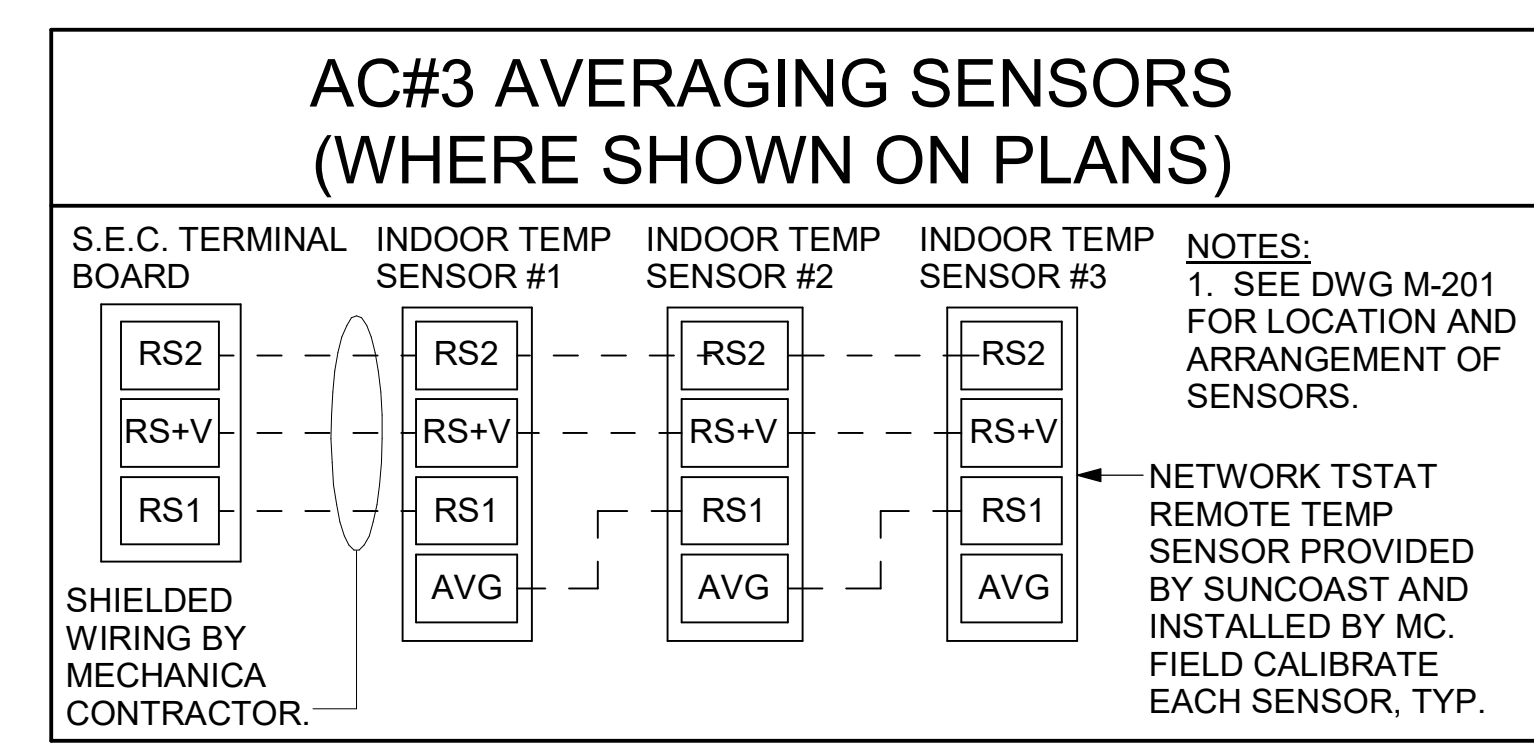 AC#3 AVERAGING SENSORS
(WHERE SHOWN ON PLANS)
S.E.C. TERMINAL
BOARD
RS2
RS+V
RS1
SHIELDED
WIRING BY
MECHANICA
CONTRACTOR.
INDOOR TEMP
SENSOR #1
RS2
RS+V
RS1
AVG
INDOOR TEMP
SENSOR #2
RS2
RS+V
RS1
AVG
INDOOR TEMP
SENSOR #3
RS2
RS+V
RS1
AVG
NOTES:
1. SEE DWG M-201
FOR LOCATION AND
ARRANGEMENT OF
SENSORS.
NETWORK TSTAT
REMOTE TEMP
SENSOR PROVIDED
BY SUNCOAST AND
INSTALLED BY MC.
FIELD CALIBRATE
EACH SENSOR, TYP.